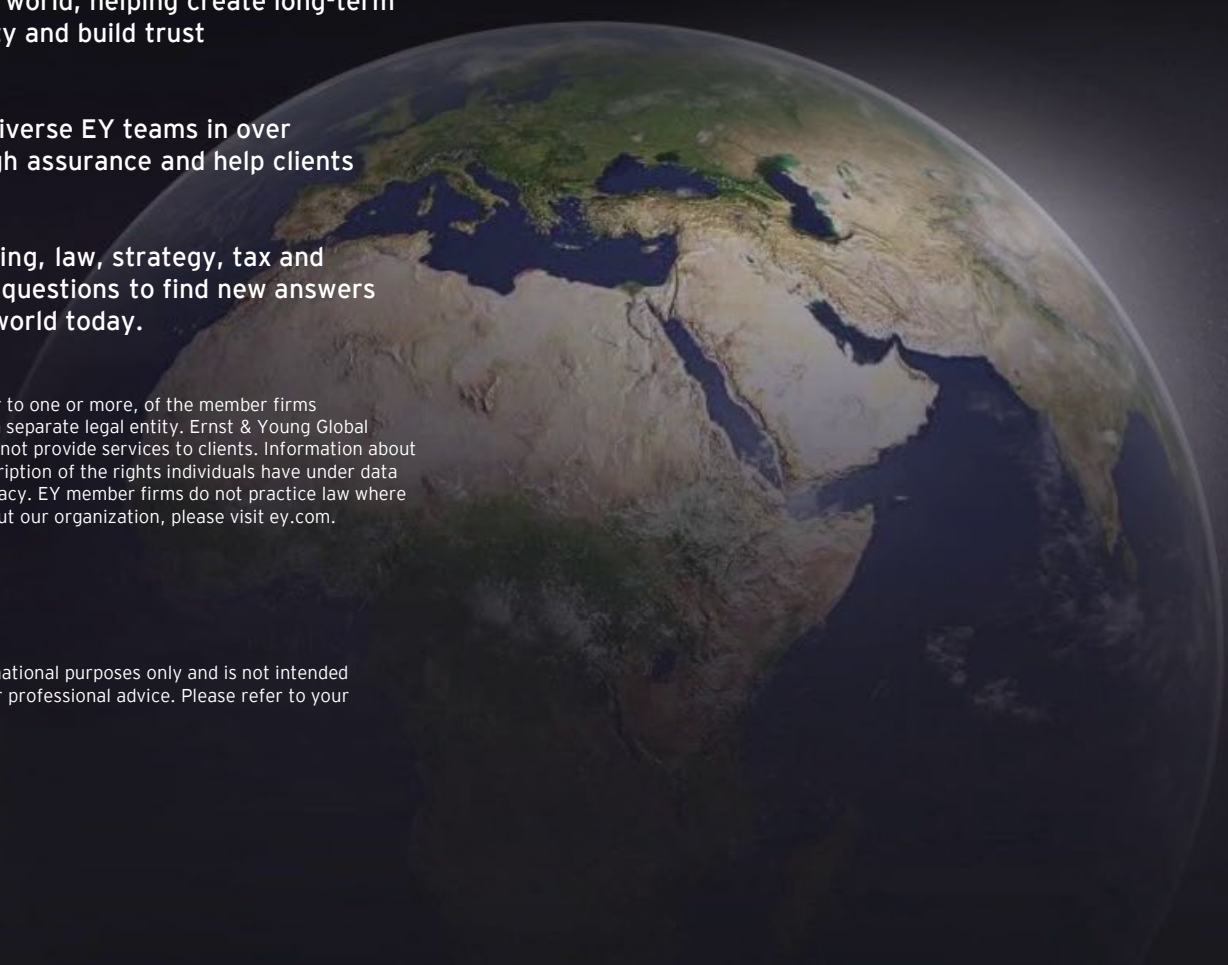 world, helping create long-term
ty and build trust
iverse EY teams in over
gh assurance and help clients
ing, law, strategy, tax and
questions to find new answers
world today.
r to one or more, of the member firms
separate legal entity. Ernst & Young Global
not provide services to clients. Information about
ription of the rights individuals have under data
acy. EY member firms do not practice law where
ut our organization, please visit ey.com.
national purposes only and is not intended
r professional advice. Please refer to your